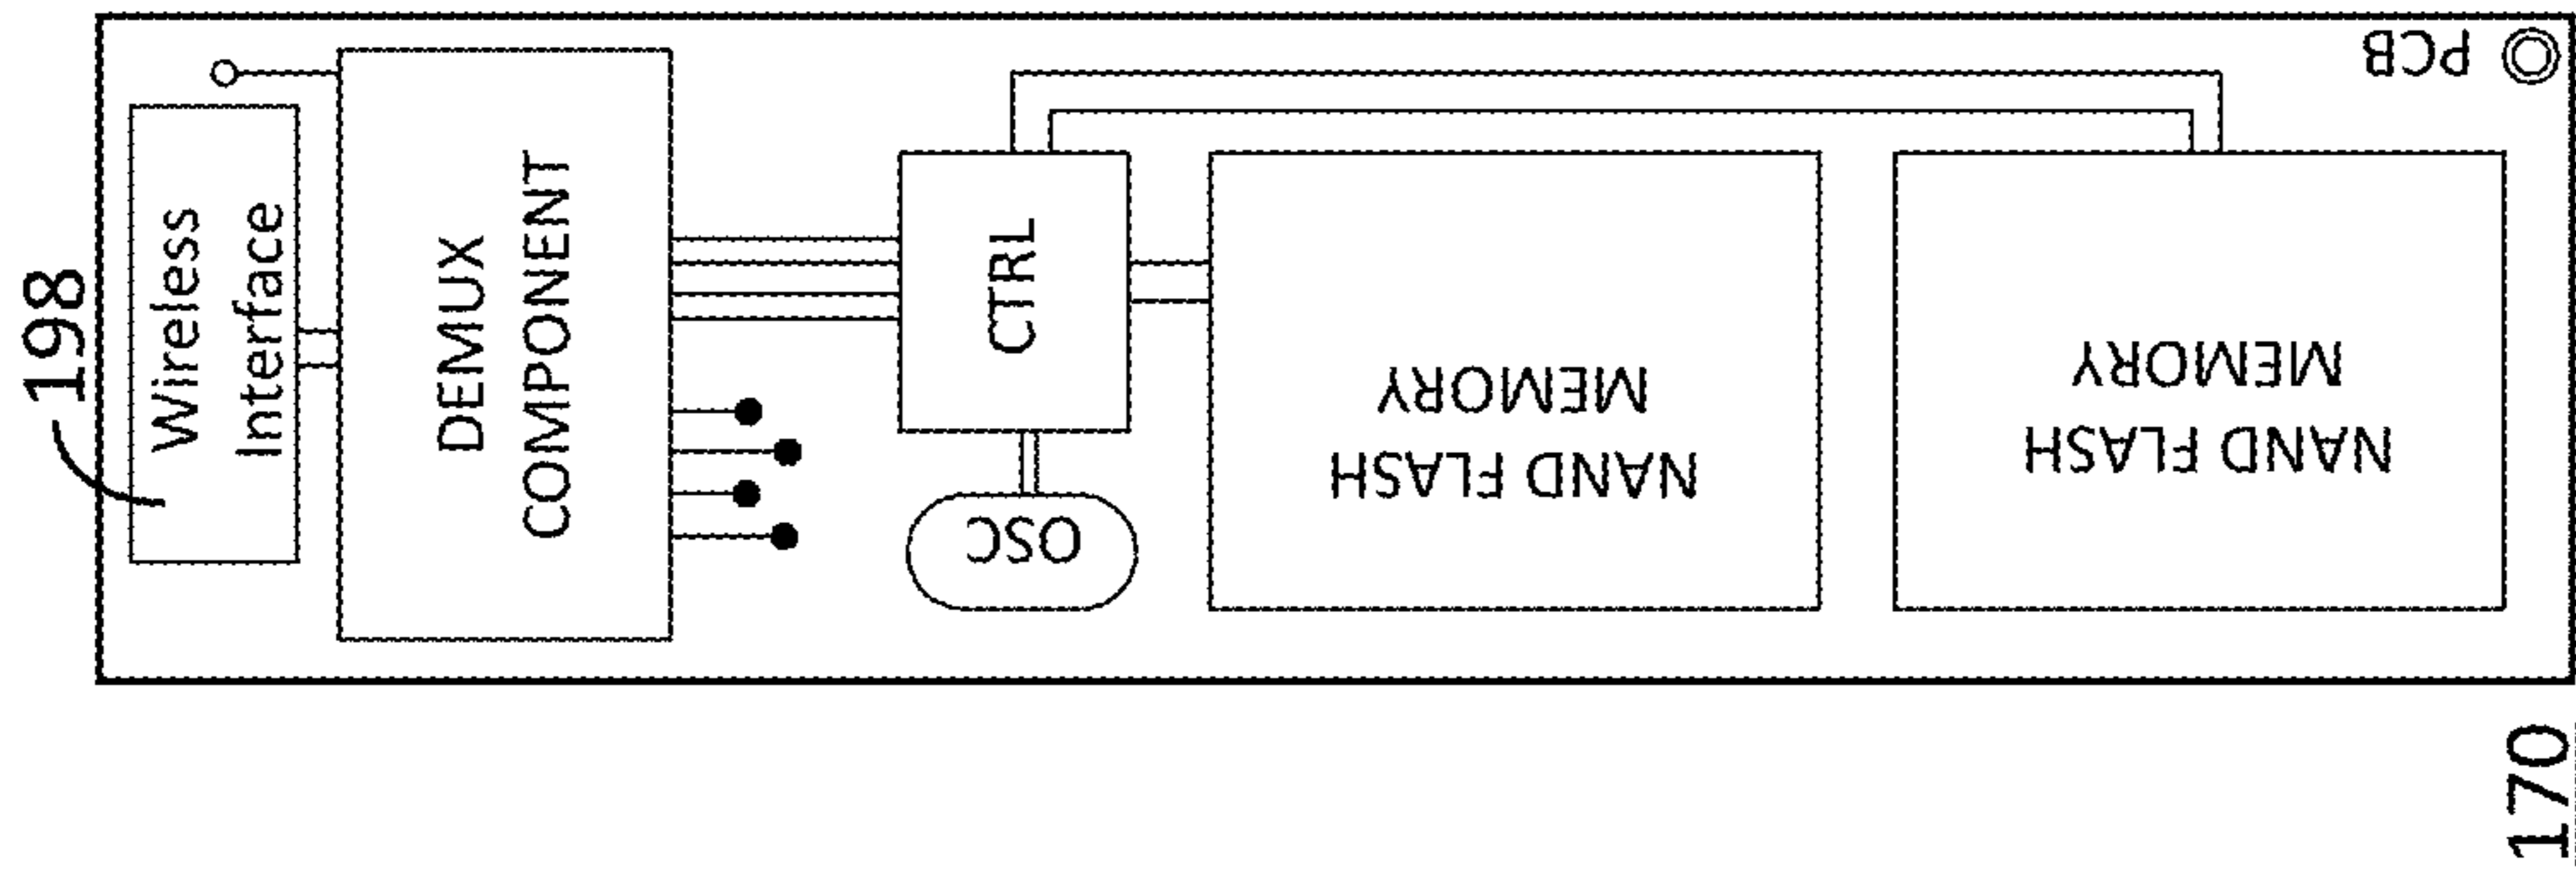 198
Wireless
Interface
DEMUX
COMPONENT
CTRL
OSC
NAND FLASH
MEMORY
NAND FLASH
MEMORY
PCB
170